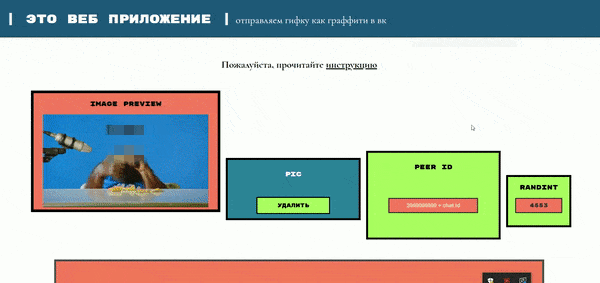 ЭТО ВЕБ ПРИЛОЖЕНИЕ
отправляем гифку как граффити в вк
Пожалуйста, прочитайте инструкцию
IMAGE PREVIEW
PIC
УДАЛИТЬ
PEER ID
+ chat id
RANDINT
4553